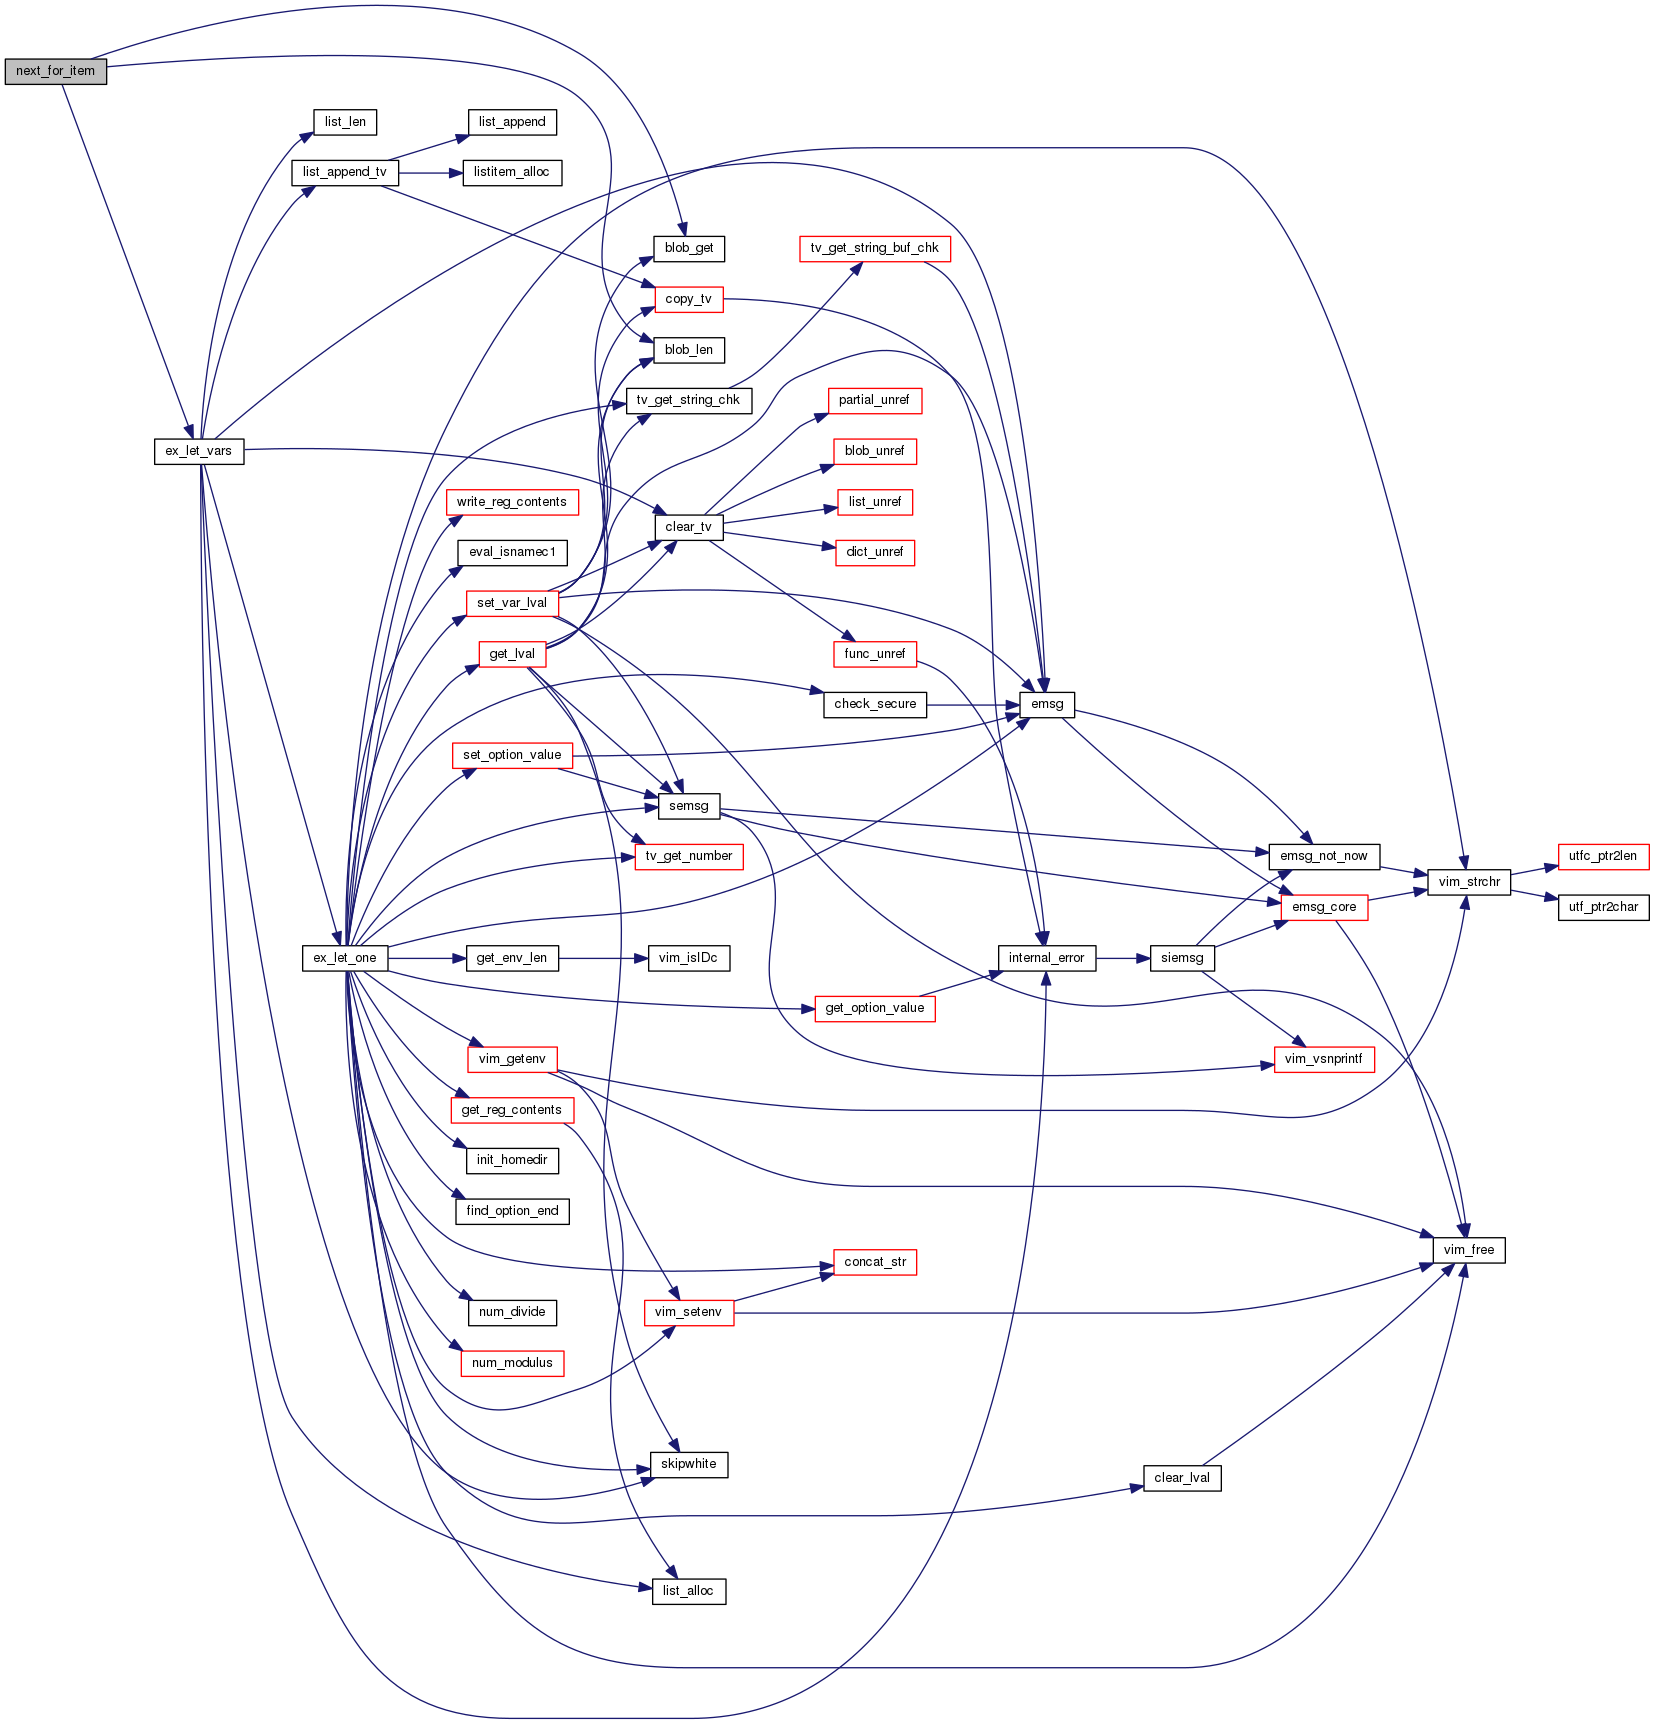 next_for_item
list_len
list_append
list_append_tv
listitem_alloc
blob_get
tv_get_string_buf_chk
copy_tv
blob_len
tv_get_string_chk
partial_unref
ex_let_vars
blob_unref
write_reg_contents
list_unref
clear_tv
eval_isnamec1
dict_unref
set_var_lval
get_lval
func_unref
check_secure
emsg
set_option_value
semsg
tv_get_number
emsg_not_now
utfc_ptr2len
vim_strchr
emsg_core
utf_ptr2char
ex_let_one
get_env_len
vim_isIDc
internal_error
siemsg
get_option_value
vim_getenv
vim_vsnprintf
get_reg_contents
init_homedir
find_option_end
vim_free
concat_str
num_divide
vim_setenv
num_modulus
skipwhite
clear_lval
list_alloc